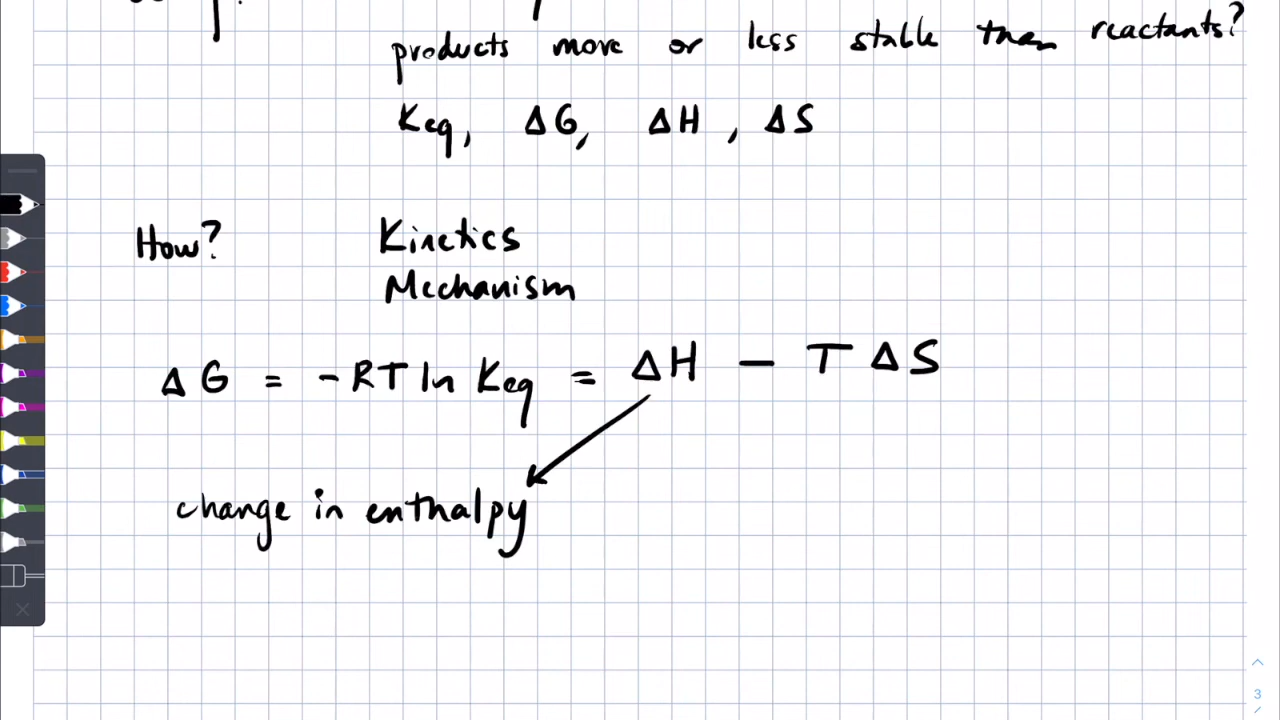 products more or less stable than reactants?
Keq, ΔG, ΔH, ΔS
How? Kinetics
Mechanism
ΔG = -RT ln Keq = ΔH - TΔS
change in enthalpy
3